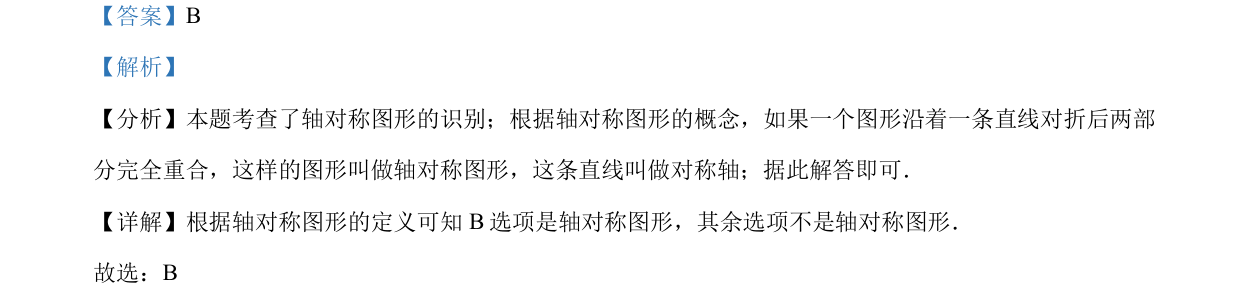 【答案】B
【解析】
【分析】本题考查了轴对称图形的识别；根据轴对称图形的概念，如果一个图形沿着一条直线对折后两部
分完全重合，这样的图形叫做轴对称图形，这条直线叫做对称轴；据此解答即可．
【详解】根据轴对称图形的定义可知 B 选项是轴对称图形，其余选项不是轴对称图形．
故选：B